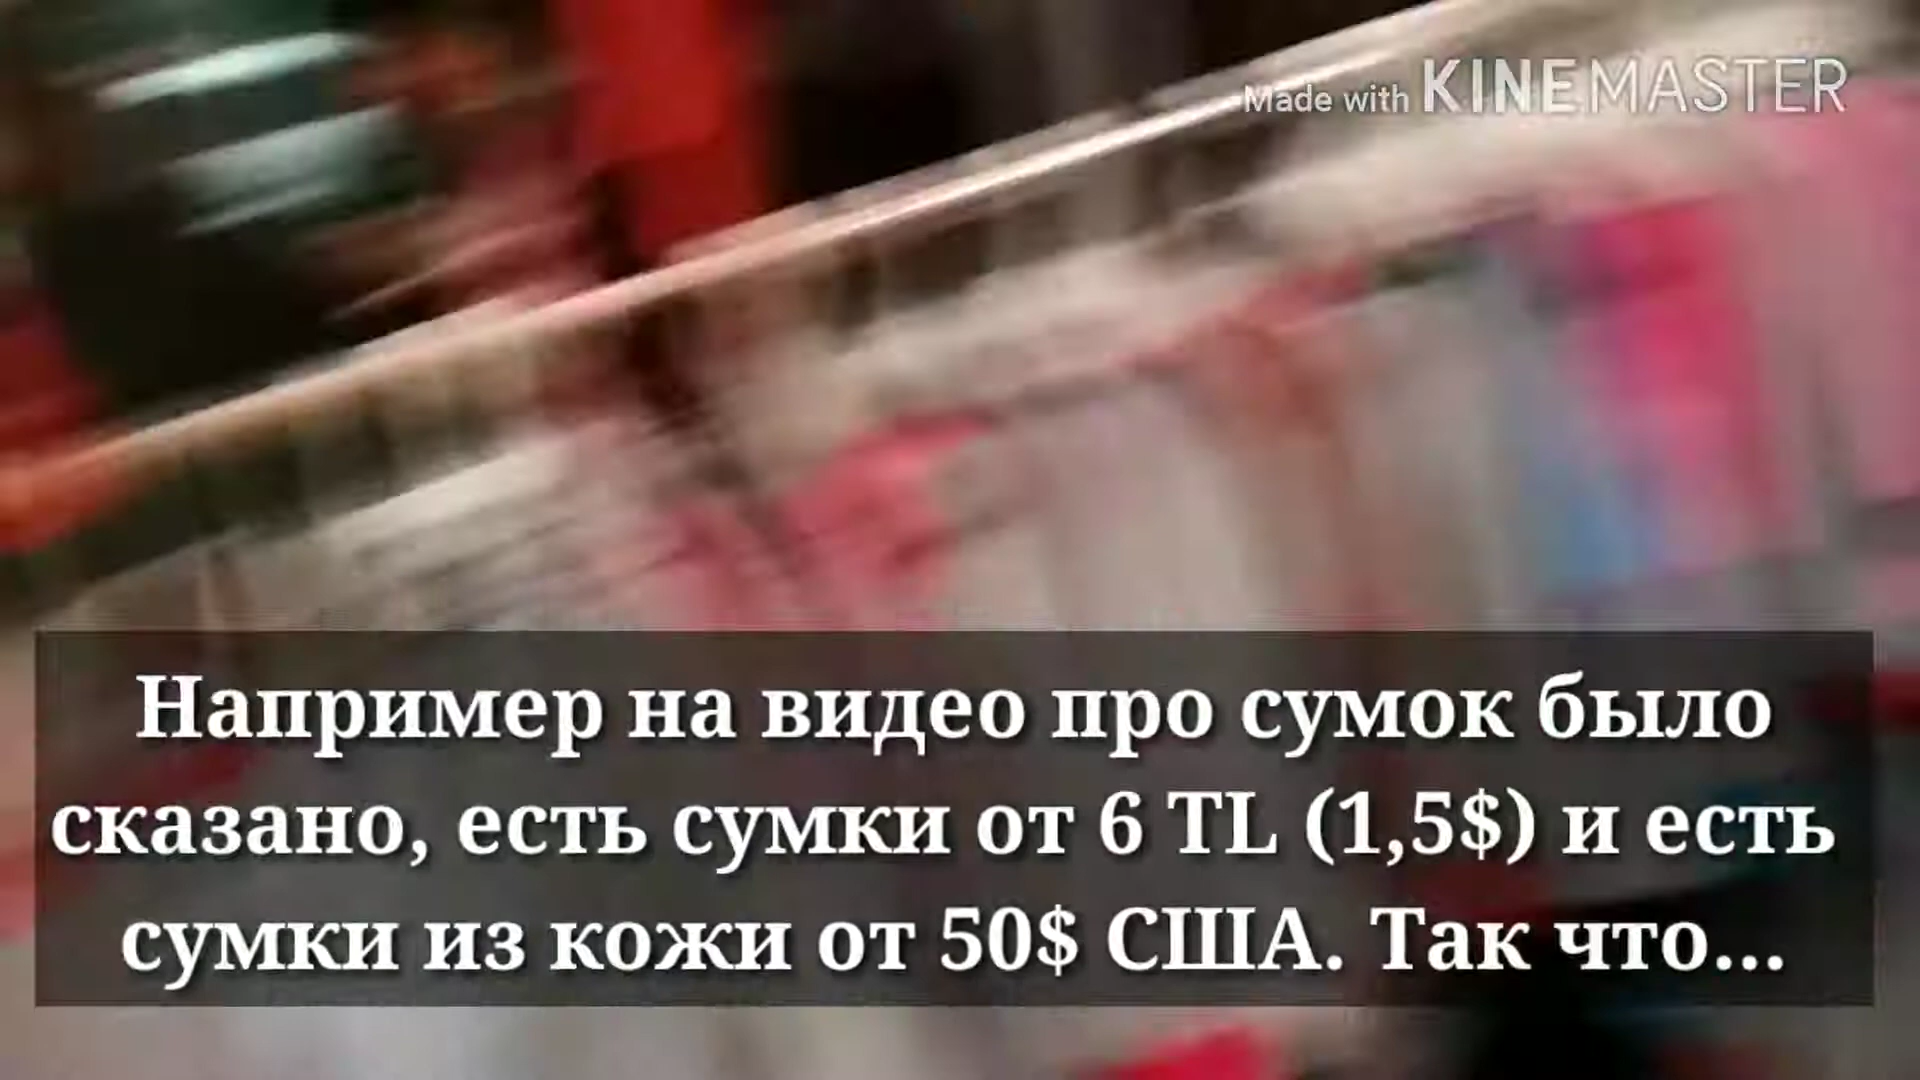 Made with KINEMASTER
Например на видео про сумок было
сказано, есть сумки от 6 TL (1,5$) и есть
сумки из кожи от 50$ США. Так что...